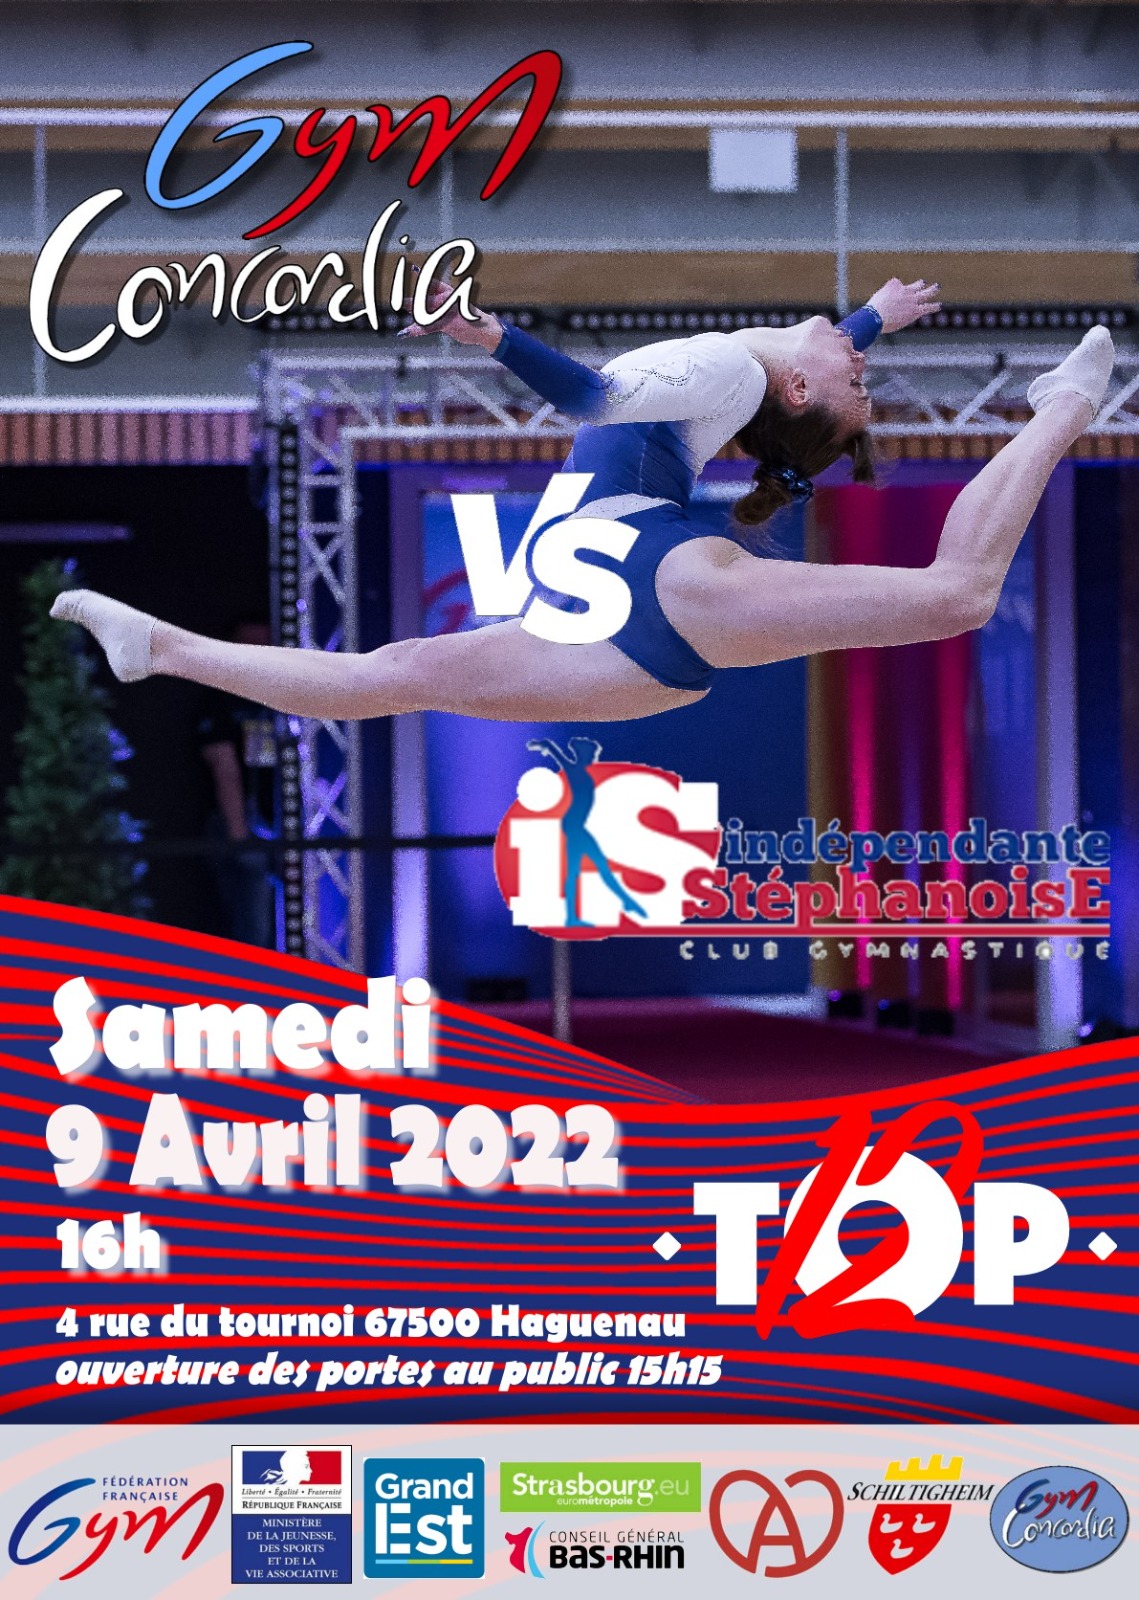 Gym
Concordia
VS
iS
indépendante
StéphanoisE
CLUB GYMNASTIQUE
Samedi
9 Avril 2022
16h
TOP
12
4 rue du tournoi 67500 Haguenau
ouverture des portes au public 15h15
FÉDÉRATION
FRANÇAISE
Gym
Liberté • Égalité • Fraternité
RÉPUBLIQUE FRANÇAISE
MINISTÈRE
DE LA JEUNESSE,
DES SPORTS
ET DE LA
VIE ASSOCIATIVE
Grand
Est
Strasbourg.eu
eurométropole
CONSEIL GÉNÉRAL
BAS-RHIN
A
SCHILTIGHEIM
Gym
Concordia